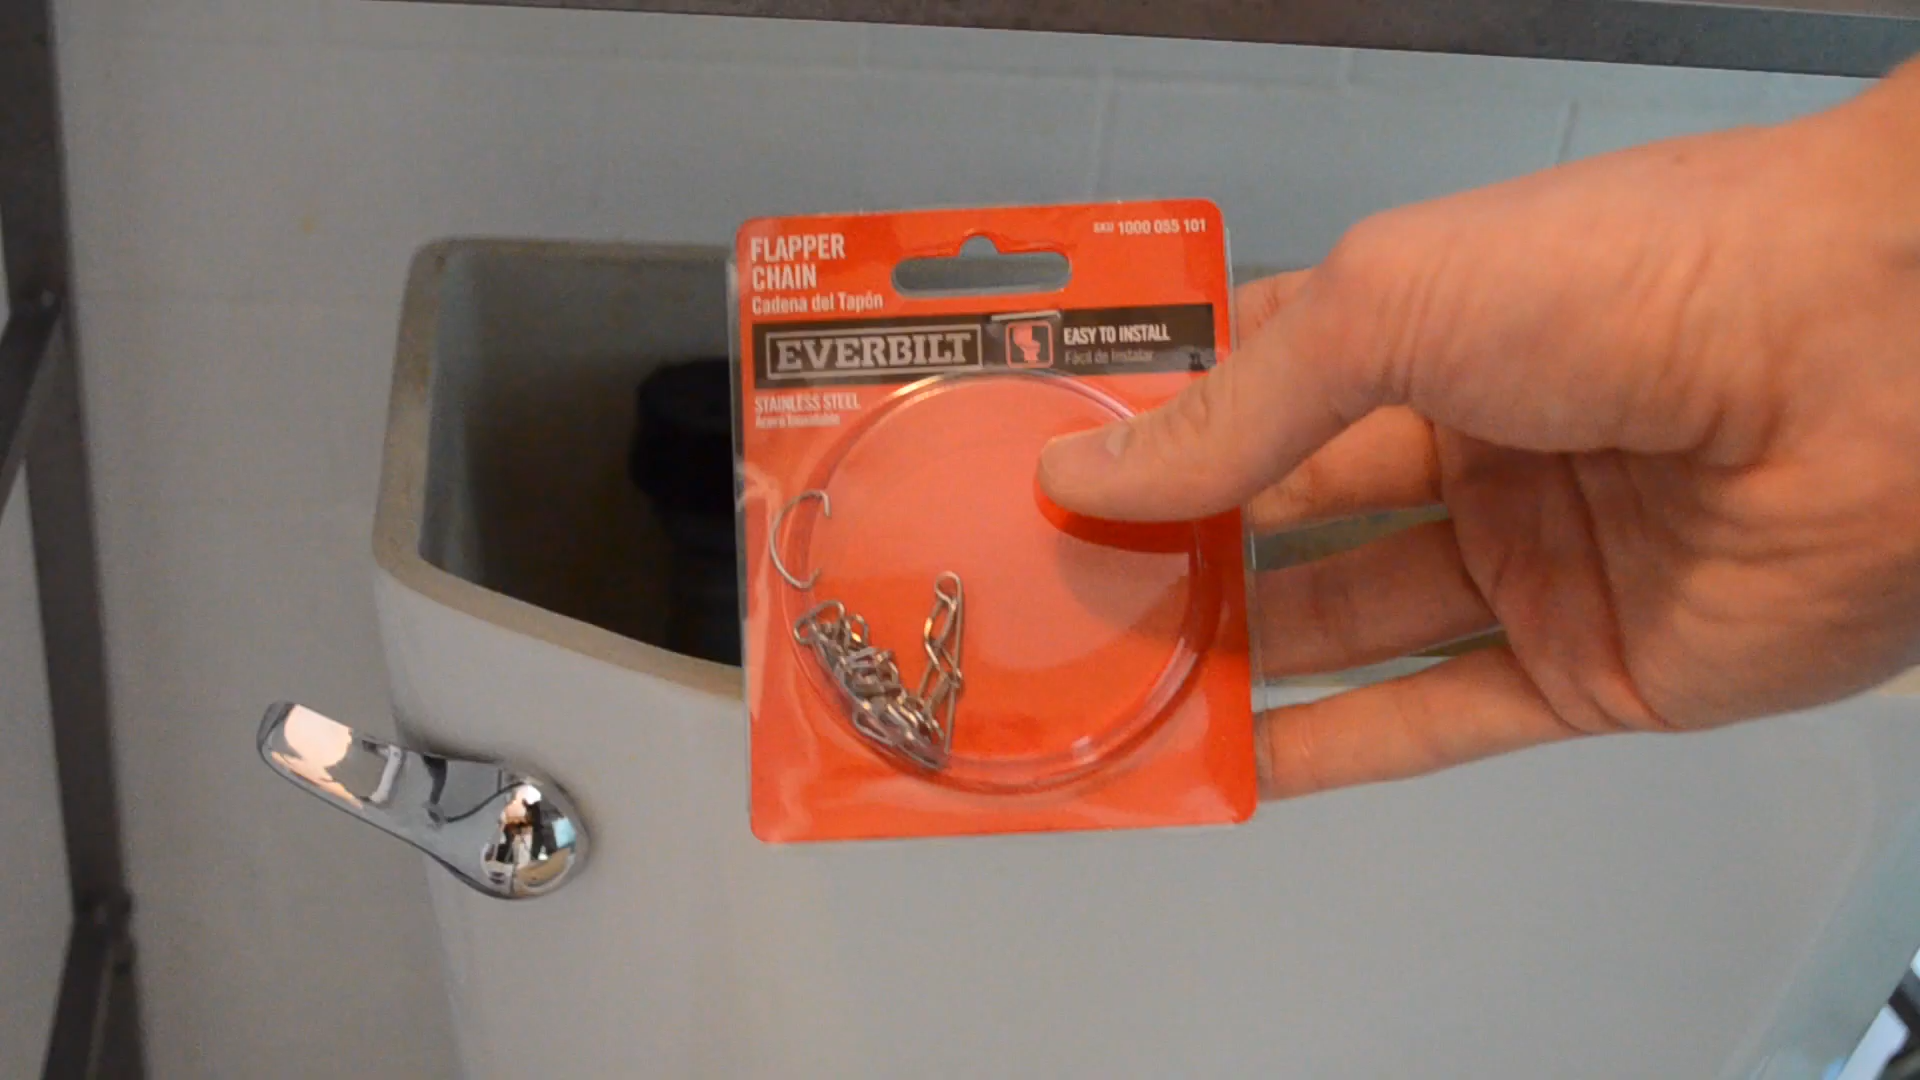 FLAPPER
CHAIN
Cadena del Tapón
SKU 1000 055 101
EVERBILT
EASY TO INSTALL
Fácil de Instalar
STAINLESS STEEL
Acero Inoxidable